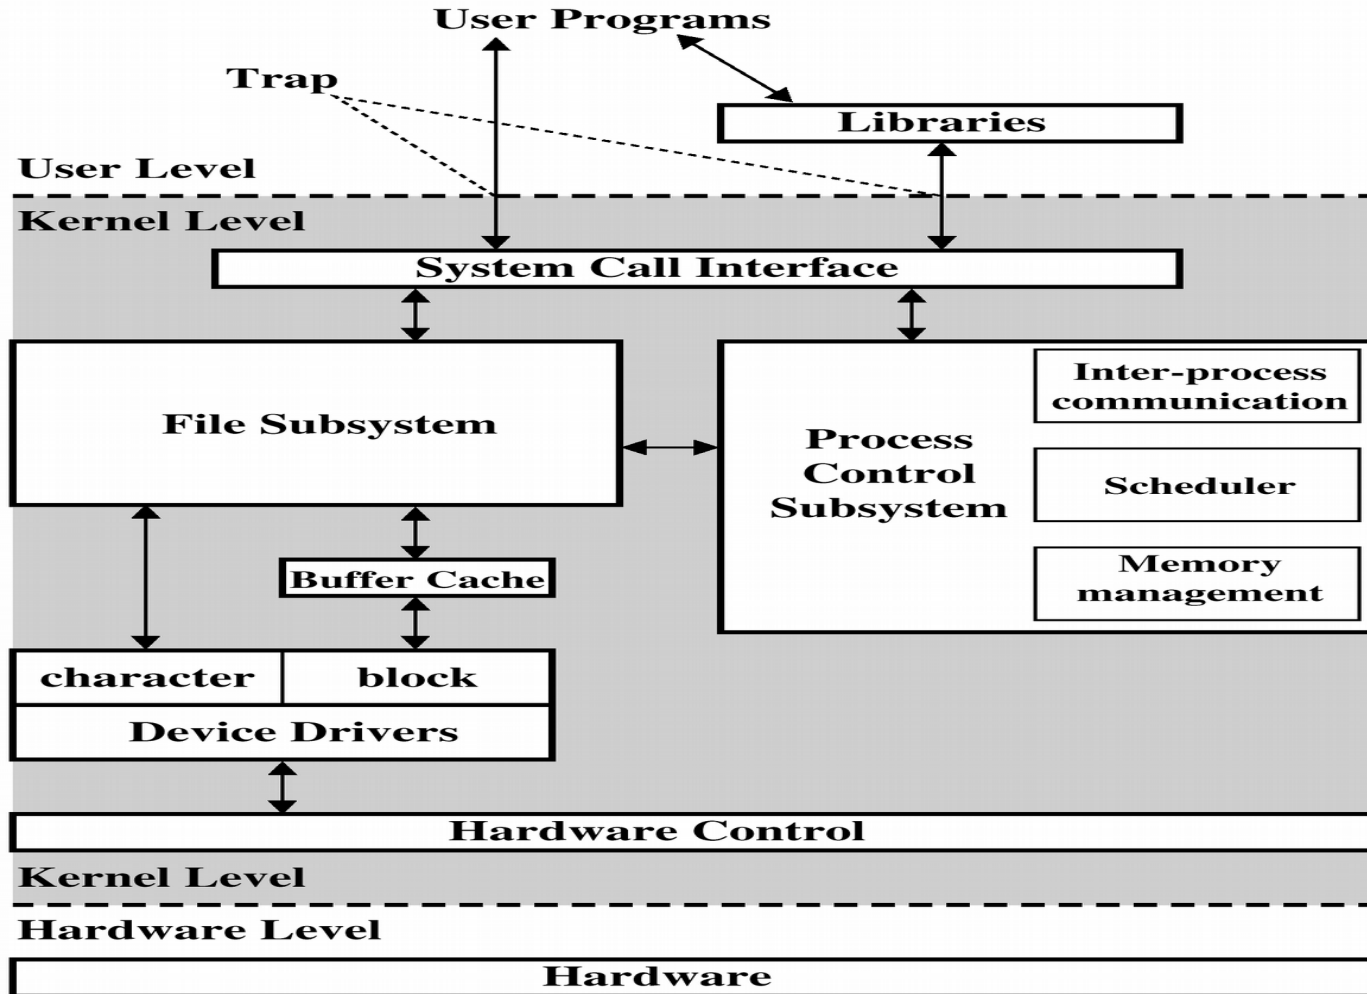 User Programs
Trap
Libraries
User Level
Kernel Level
System Call Interface
File Subsystem
Process
Control
Subsystem
Inter-process
communication
Scheduler
Memory
management
Buffer Cache
character
block
Device Drivers
Hardware Control
Kernel Level
Hardware Level
Hardware